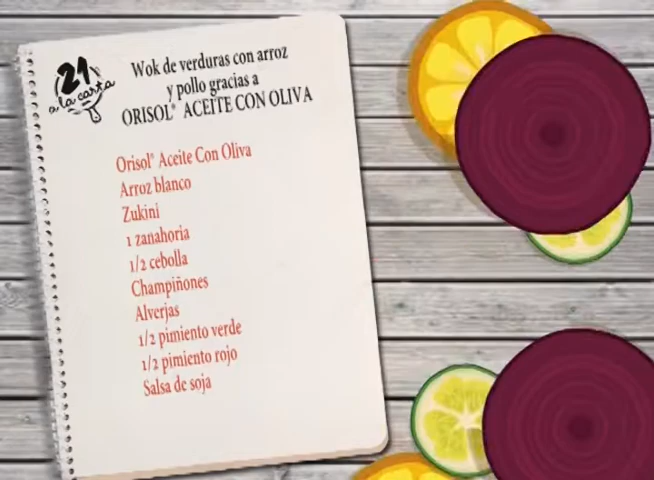 21
a la carta
Wok de verduras con arroz
y pollo gracias a
ORISOL® ACEITE CON OLIVA
Orisol® Aceite Con Oliva
Arroz blanco
Zukini
1 zanahoria
1/2 cebolla
Champiñones
Alverjas
1/2 pimiento verde
1/2 pimiento rojo
Salsa de soja